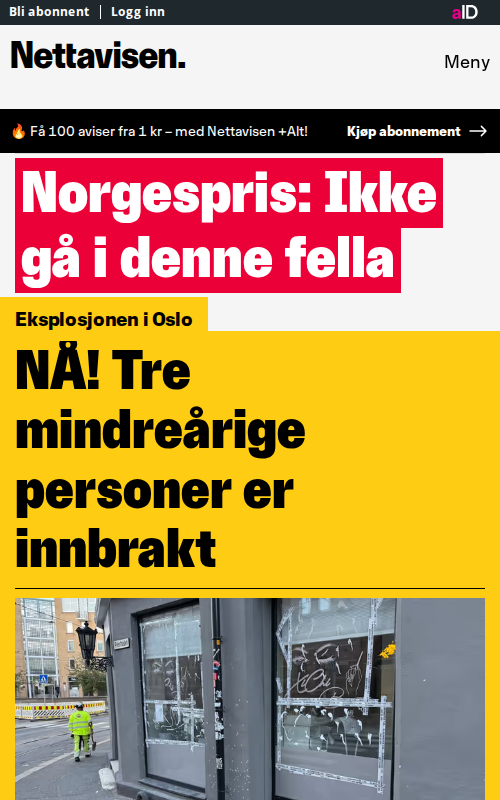 Bli abonnent | Logg inn
aID
Nettavisen.
Meny
🔥 Få 100 aviser fra 1 kr – med Nettavisen +Alt!
Kjøp abonnement →
Norgespris: Ikke
gå i denne fella
Eksplosjonen i Oslo
NÅ! Tre
mindreårige
personer er
innbrakt